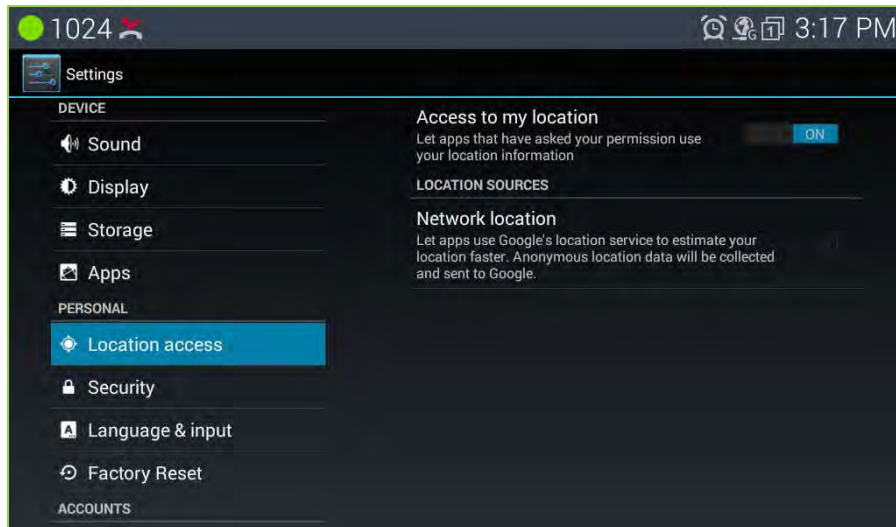 1024
3:17 PM
Settings
DEVICE
Sound
Display
Storage
Apps
PERSONAL
Location access
Security
Language & input
Factory Reset
ACCOUNTS
Access to my location
Let apps that have asked your permission use
your location information
ON
LOCATION SOURCES
Network location
Let apps use Google's location service to estimate your
location faster. Anonymous location data will be collected
and sent to Google.